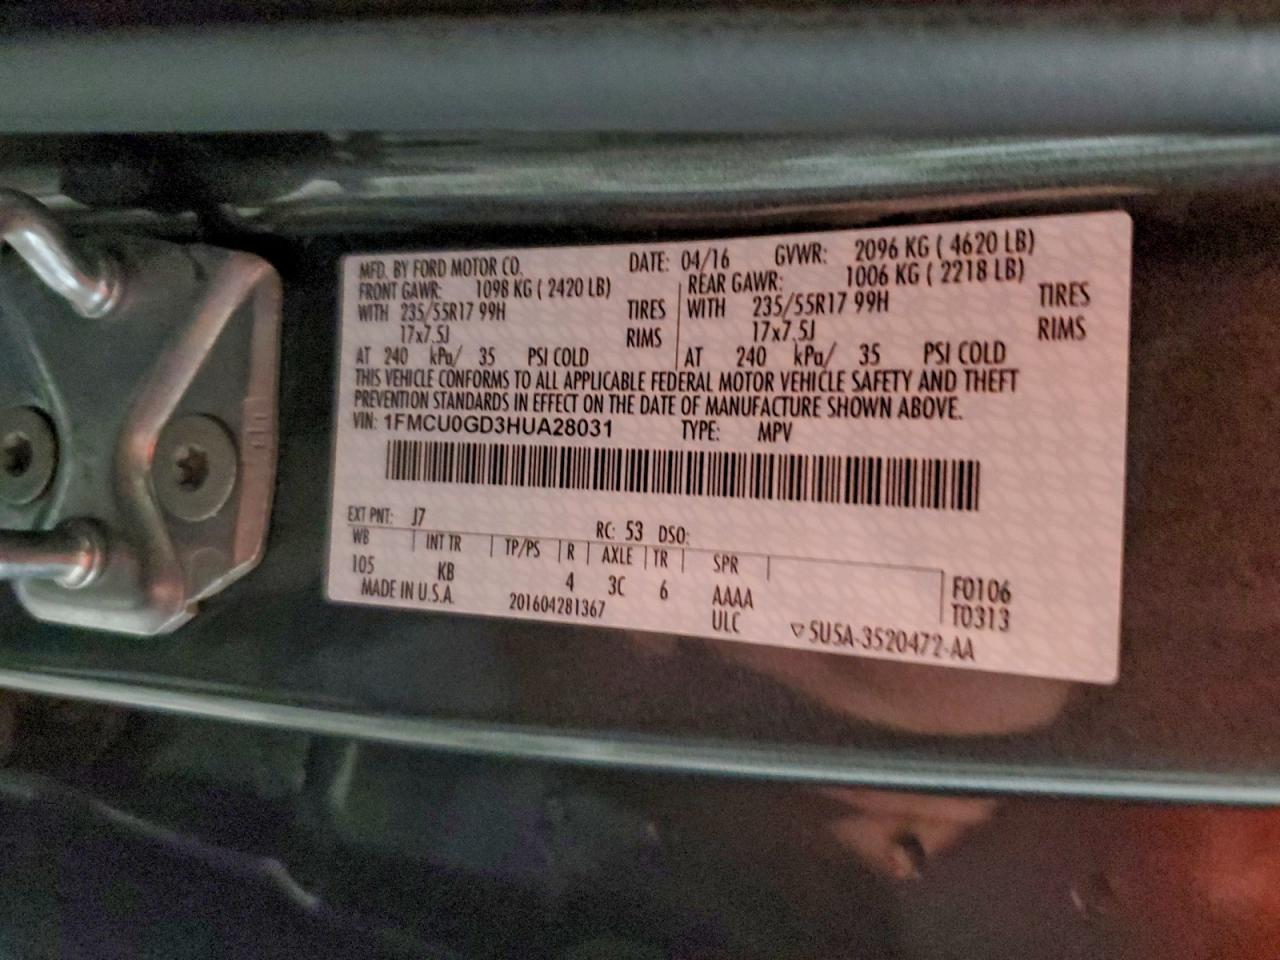 MFD. BY FORD MOTOR CO. DATE: 04/16 GVWR: 2096 KG ( 4620 LB)
FRONT GAWR: 1098 KG ( 2420 LB) REAR GAWR: 1006 KG ( 2218 LB)
WITH 235/55R17 99H TIRES WITH 235/55R17 99H TIRES
17x7.5J RIMS 17x7.5J RIMS
AT 240 kPa/ 35 PSI COLD AT 240 kPa/ 35 PSI COLD
THIS VEHICLE CONFORMS TO ALL APPLICABLE FEDERAL MOTOR VEHICLE SAFETY AND THEFT
PREVENTION STANDARDS IN EFFECT ON THE DATE OF MANUFACTURE SHOWN ABOVE.
VIN: 1FMCU0GD3HUA28031 TYPE: MPV
EXT PNT: J7 RC: 53 DSO:
WB INT TR TP/PS R AXLE TR SPR
105 KB 4 3C 6 AAAA F0106
MADE IN U.S.A. 201604281367 ULC T0313
▽5U5A-3520472-AA